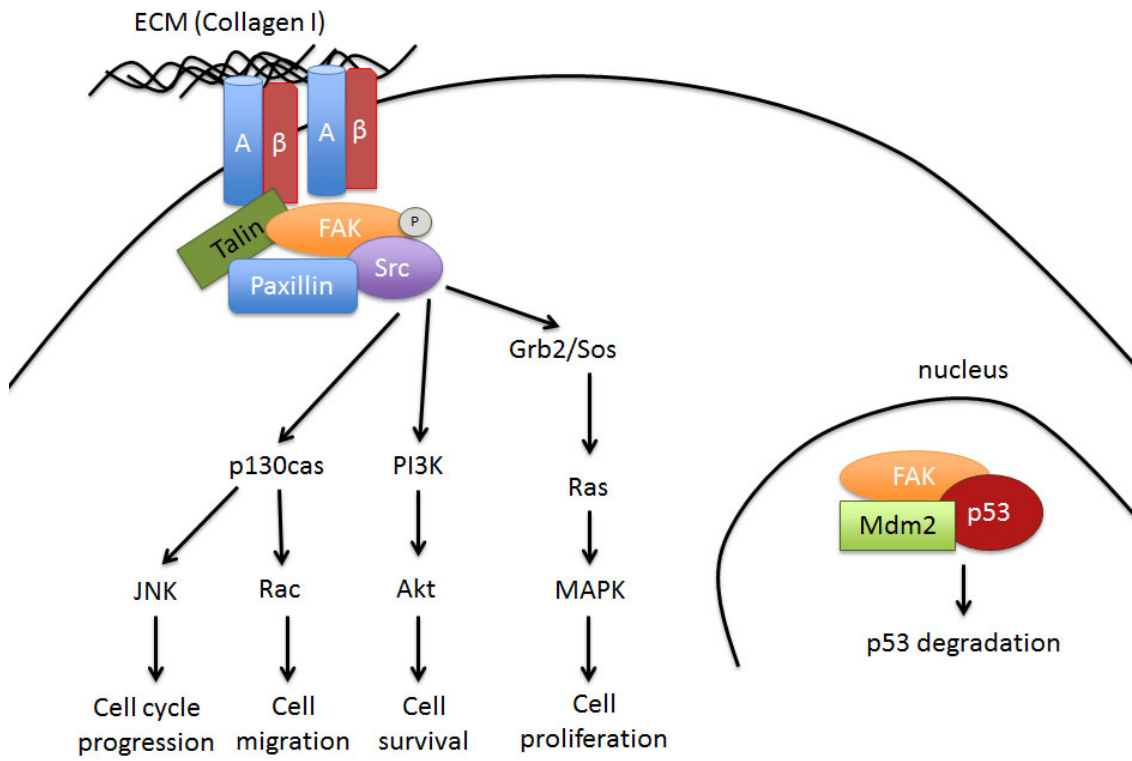 ECM (Collagen I)
A
β
A
β
Talin
FAK
P
Src
Paxillin
Grb2/Sos
nucleus
p130cas
PI3K
Ras
FAK
p53
Mdm2
JNK
Rac
Akt
MAPK
p53 degradation
Cell cycle
progression
Cell
migration
Cell
survival
Cell
proliferation